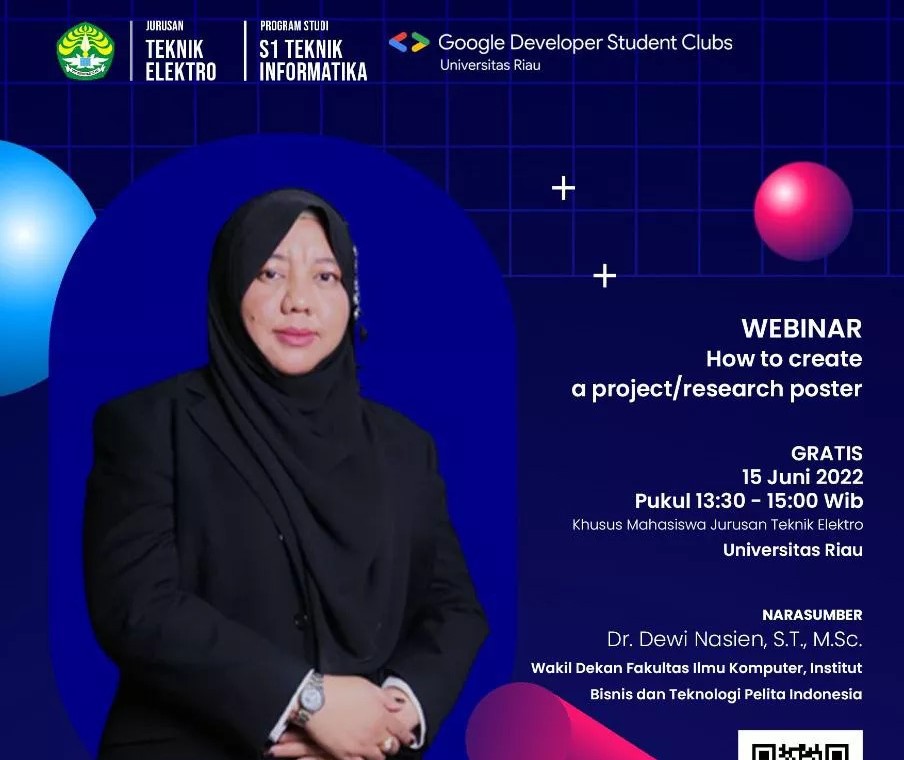 JURUSAN
TEKNIK
ELEKTRO
PROGRAM STUDI
S1 TEKNIK
INFORMATIKA
Google Developer Student Clubs
Universitas Riau
WEBINAR
How to create
a project/research poster
GRATIS
15 Juni 2022
Pukul 13:30 - 15:00 Wib
Khusus Mahasiswa Jurusan Teknik Elektro
Universitas Riau
NARASUMBER
Dr. Dewi Nasien, S.T., M.Sc.
Wakil Dekan Fakultas Ilmu Komputer, Institut
Bisnis dan Teknologi Pelita Indonesia